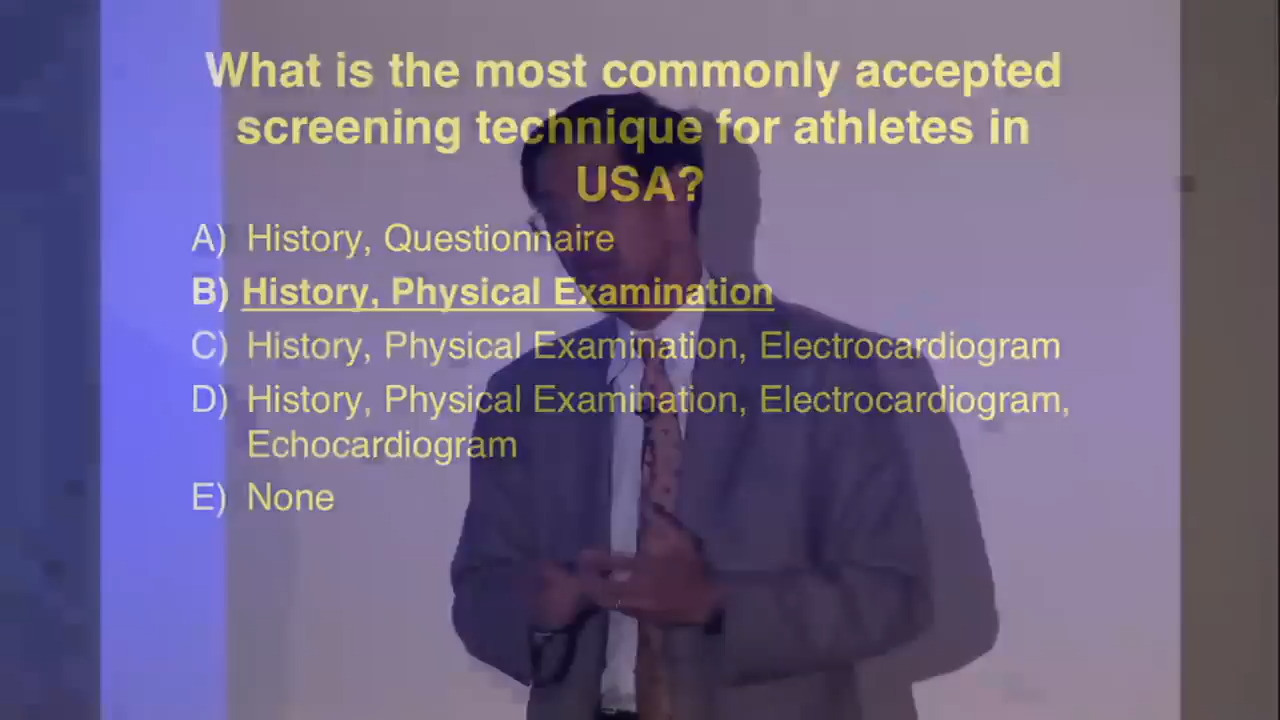 What is the most commonly accepted
screening technique for athletes in
USA?
A) History, Questionnaire
B) History, Physical Examination
C) History, Physical Examination, Electrocardiogram
D) History, Physical Examination, Electrocardiogram,
Echocardiogram
E) None